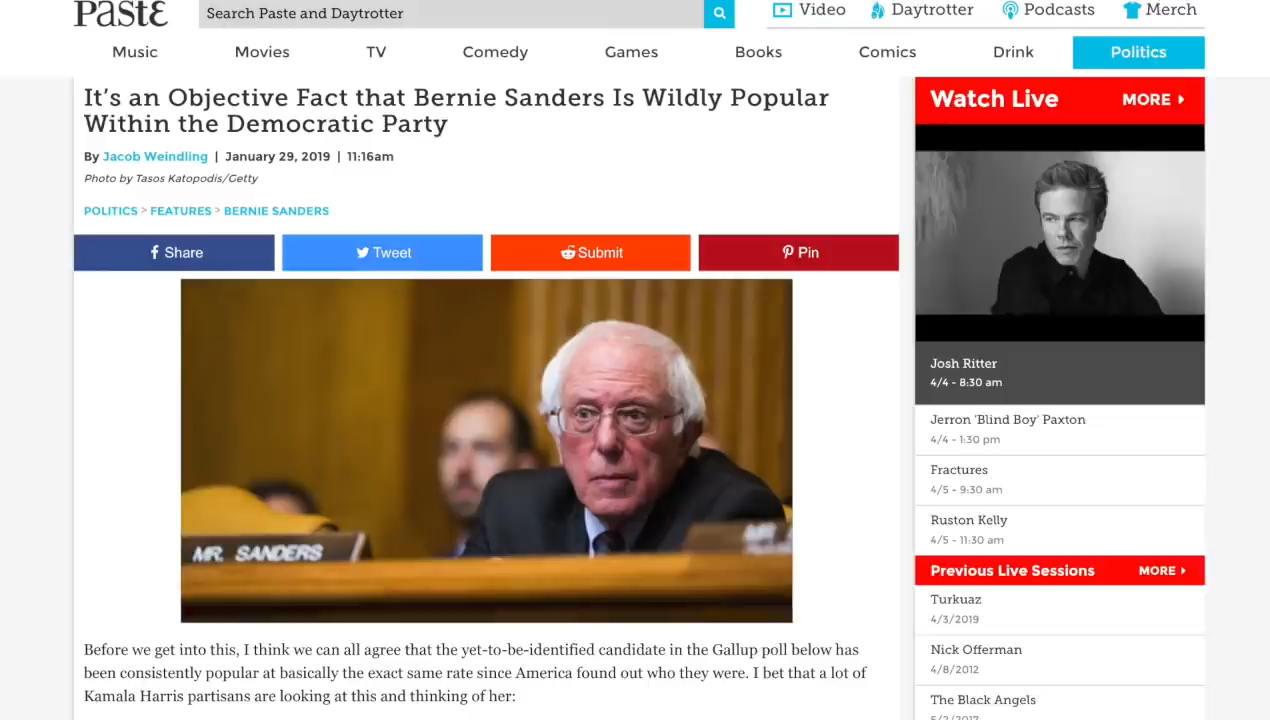 Paste
Search Paste and Daytrotter
Video
Daytrotter
Podcasts
Merch
Music
Movies
TV
Comedy
Games
Books
Comics
Drink
Politics
It's an Objective Fact that Bernie Sanders Is Wildly Popular
Within the Democratic Party
By Jacob Weindling | January 29, 2019 | 11:16am
Photo by Tasos Katopodis/Getty
POLITICS > FEATURES > BERNIE SANDERS
Share
Tweet
Submit
Pin
MR. SANDERS
Before we get into this, I think we can all agree that the yet-to-be-identified candidate in the Gallup poll below has
been consistently popular at basically the exact same rate since America found out who they were. I bet that a lot of
Kamala Harris partisans are looking at this and thinking of her:
Watch Live
MORE
Josh Ritter
4/4 - 8:30 am
Jerron 'Blind Boy' Paxton
4/4 - 1:30 pm
Fractures
4/5 - 9:30 am
Ruston Kelly
4/5 - 11:30 am
Previous Live Sessions
MORE
Turkuaz
4/3/2019
Nick Offerman
4/8/2012
The Black Angels
5/2/2017